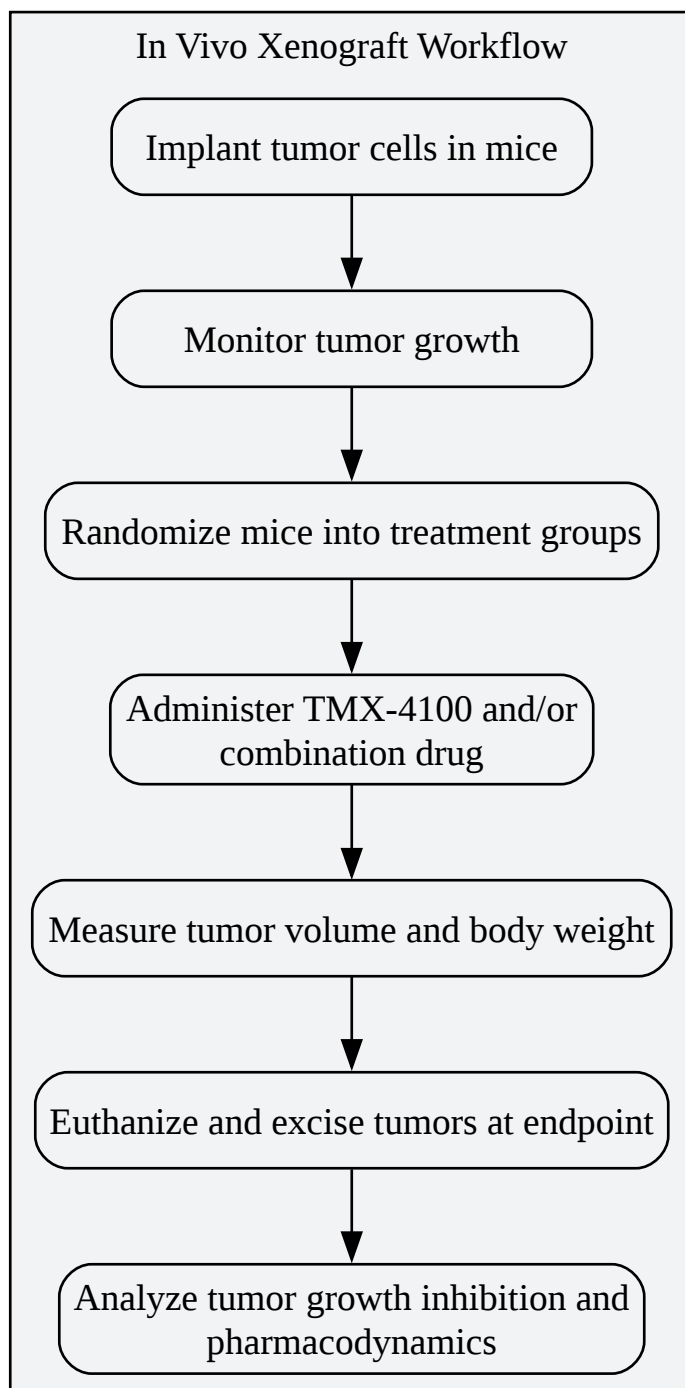 In Vivo Xenograft Workflow
Implant tumor cells in mice
Monitor tumor growth
Randomize mice into treatment groups
Administer TMX-4100 and/or
combination drug
Measure tumor volume and body weight
Euthanize and excise tumors at endpoint
Analyze tumor growth inhibition and
pharmacodynamics